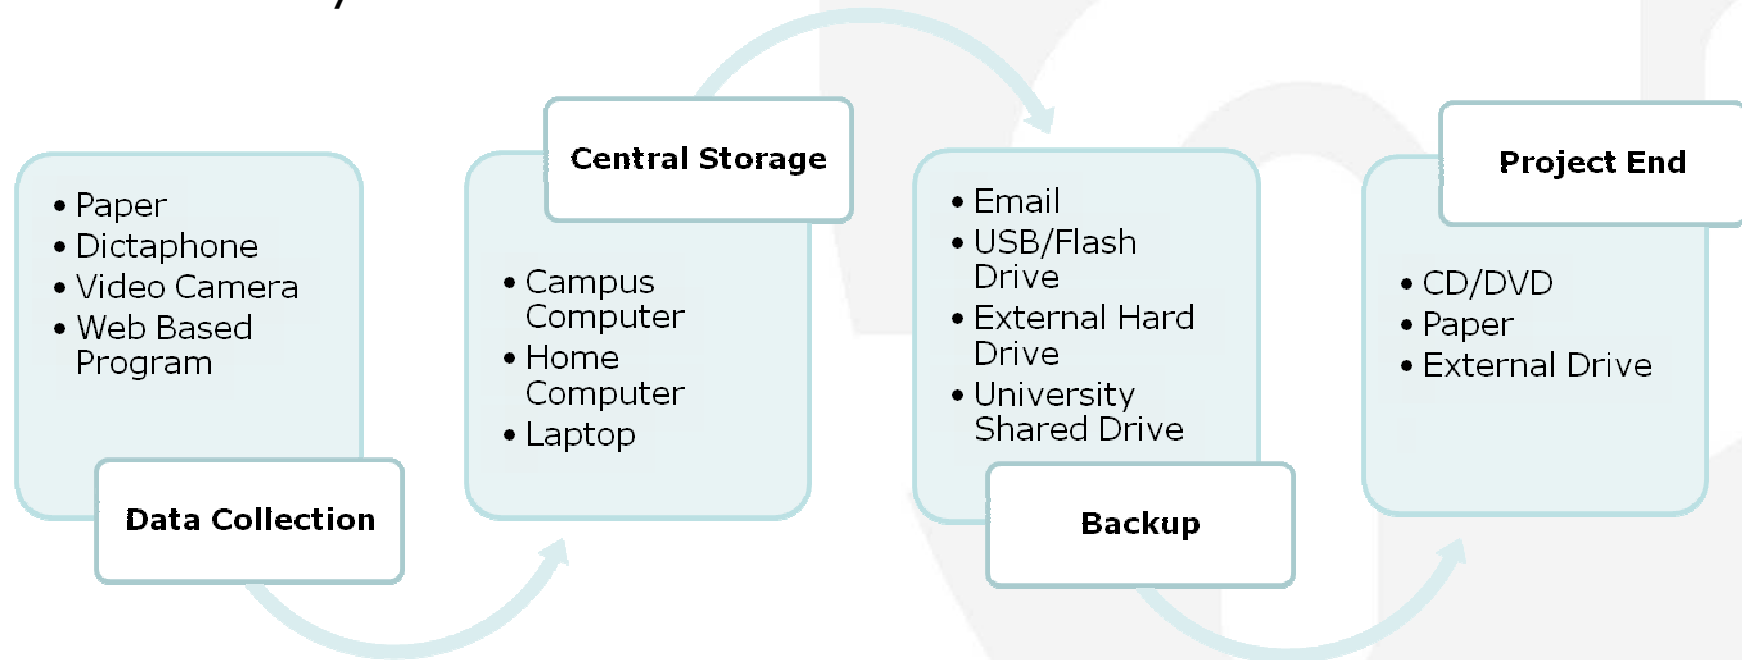 • Paper
• Dictaphone
• Video Camera
• Web Based
Program
Data Collection
Central Storage
• Campus
Computer
• Home
Computer
• Laptop
• Email
• USB/Flash
Drive
• External Hard
Drive
• University
Shared Drive
Backup
Project End
• CD/DVD
• Paper
• External Drive